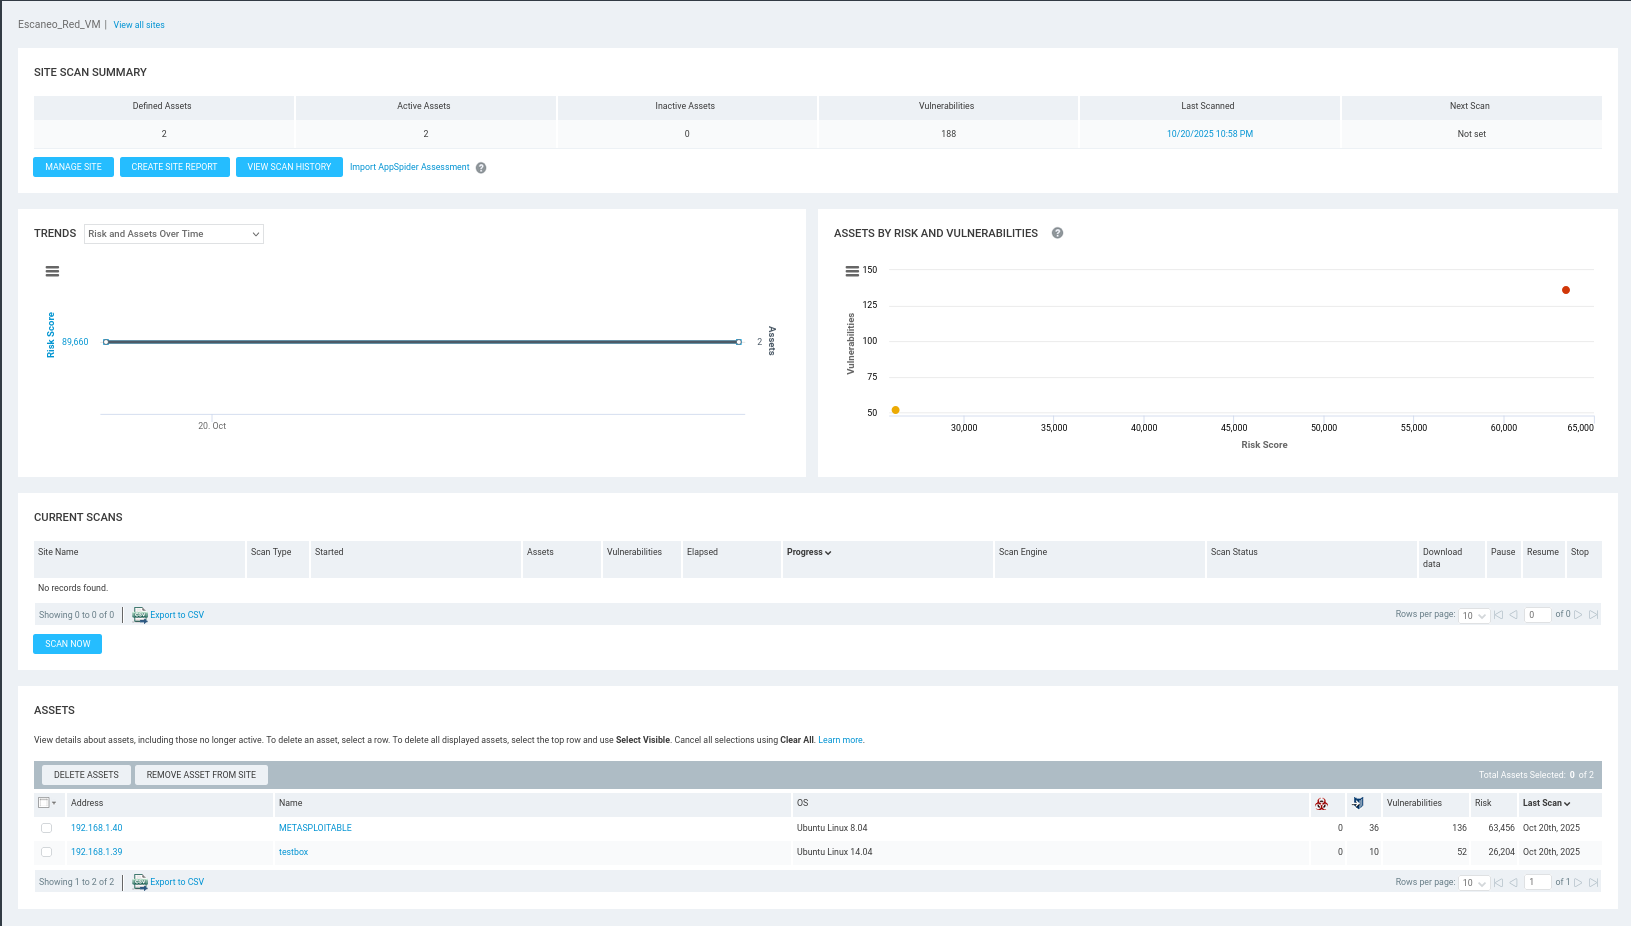 Escaneo_Red_VM | View all sites
SITE SCAN SUMMARY
Defined Assets Active Assets Inactive Assets Vulnerabilities Last Scanned Next Scan
2 2 0 188 10/20/2025 10:58 PM Not set
MANAGE SITE CREATE SITE REPORT VIEW SCAN HISTORY Import AppSpider Assessment ?
TRENDS Risk and Assets Over Time
Risk Score
89,660
2
Assets
20. Oct
ASSETS BY RISK AND VULNERABILITIES ?
Vulnerabilities
150
125
100
75
50
30,000 35,000 40,000 45,000 50,000 55,000 60,000 65,000
Risk Score
CURRENT SCANS
Site Name Scan Type Started Assets Vulnerabilities Elapsed Progress Scan Engine Scan Status Download data Pause Resume Stop
No records found.
Showing 0 to 0 of 0 Export to CSV Rows per page: 10 0 of 0
SCAN NOW
ASSETS
View details about assets, including those no longer active. To delete an asset, select a row. To delete all displayed assets, select the top row and use Select Visible. Cancel all selections using Clear All. Learn more.
DELETE ASSETS REMOVE ASSET FROM SITE Total Assets Selected: 0 of 2
Address Name OS Vulnerabilities Risk Last Scan
192.168.1.40 METASPLOITABLE Ubuntu Linux 8.04 0 36 136 63,456 Oct 20th, 2025
192.168.1.39 testbox Ubuntu Linux 14.04 0 10 52 26,204 Oct 20th, 2025
Showing 1 to 2 of 2 Export to CSV Rows per page: 10 1 of 1